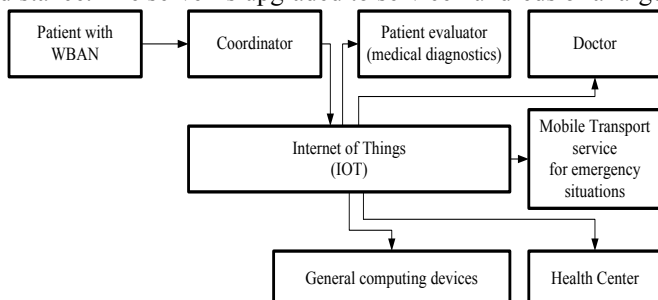 Patient with
WBAN
Coordinator
Patient evaluator
(medical diagnostics)
Doctor
Internet of Things
(IOT)
Mobile Transport
service
for emergency
situations
General computing devices
Health Center